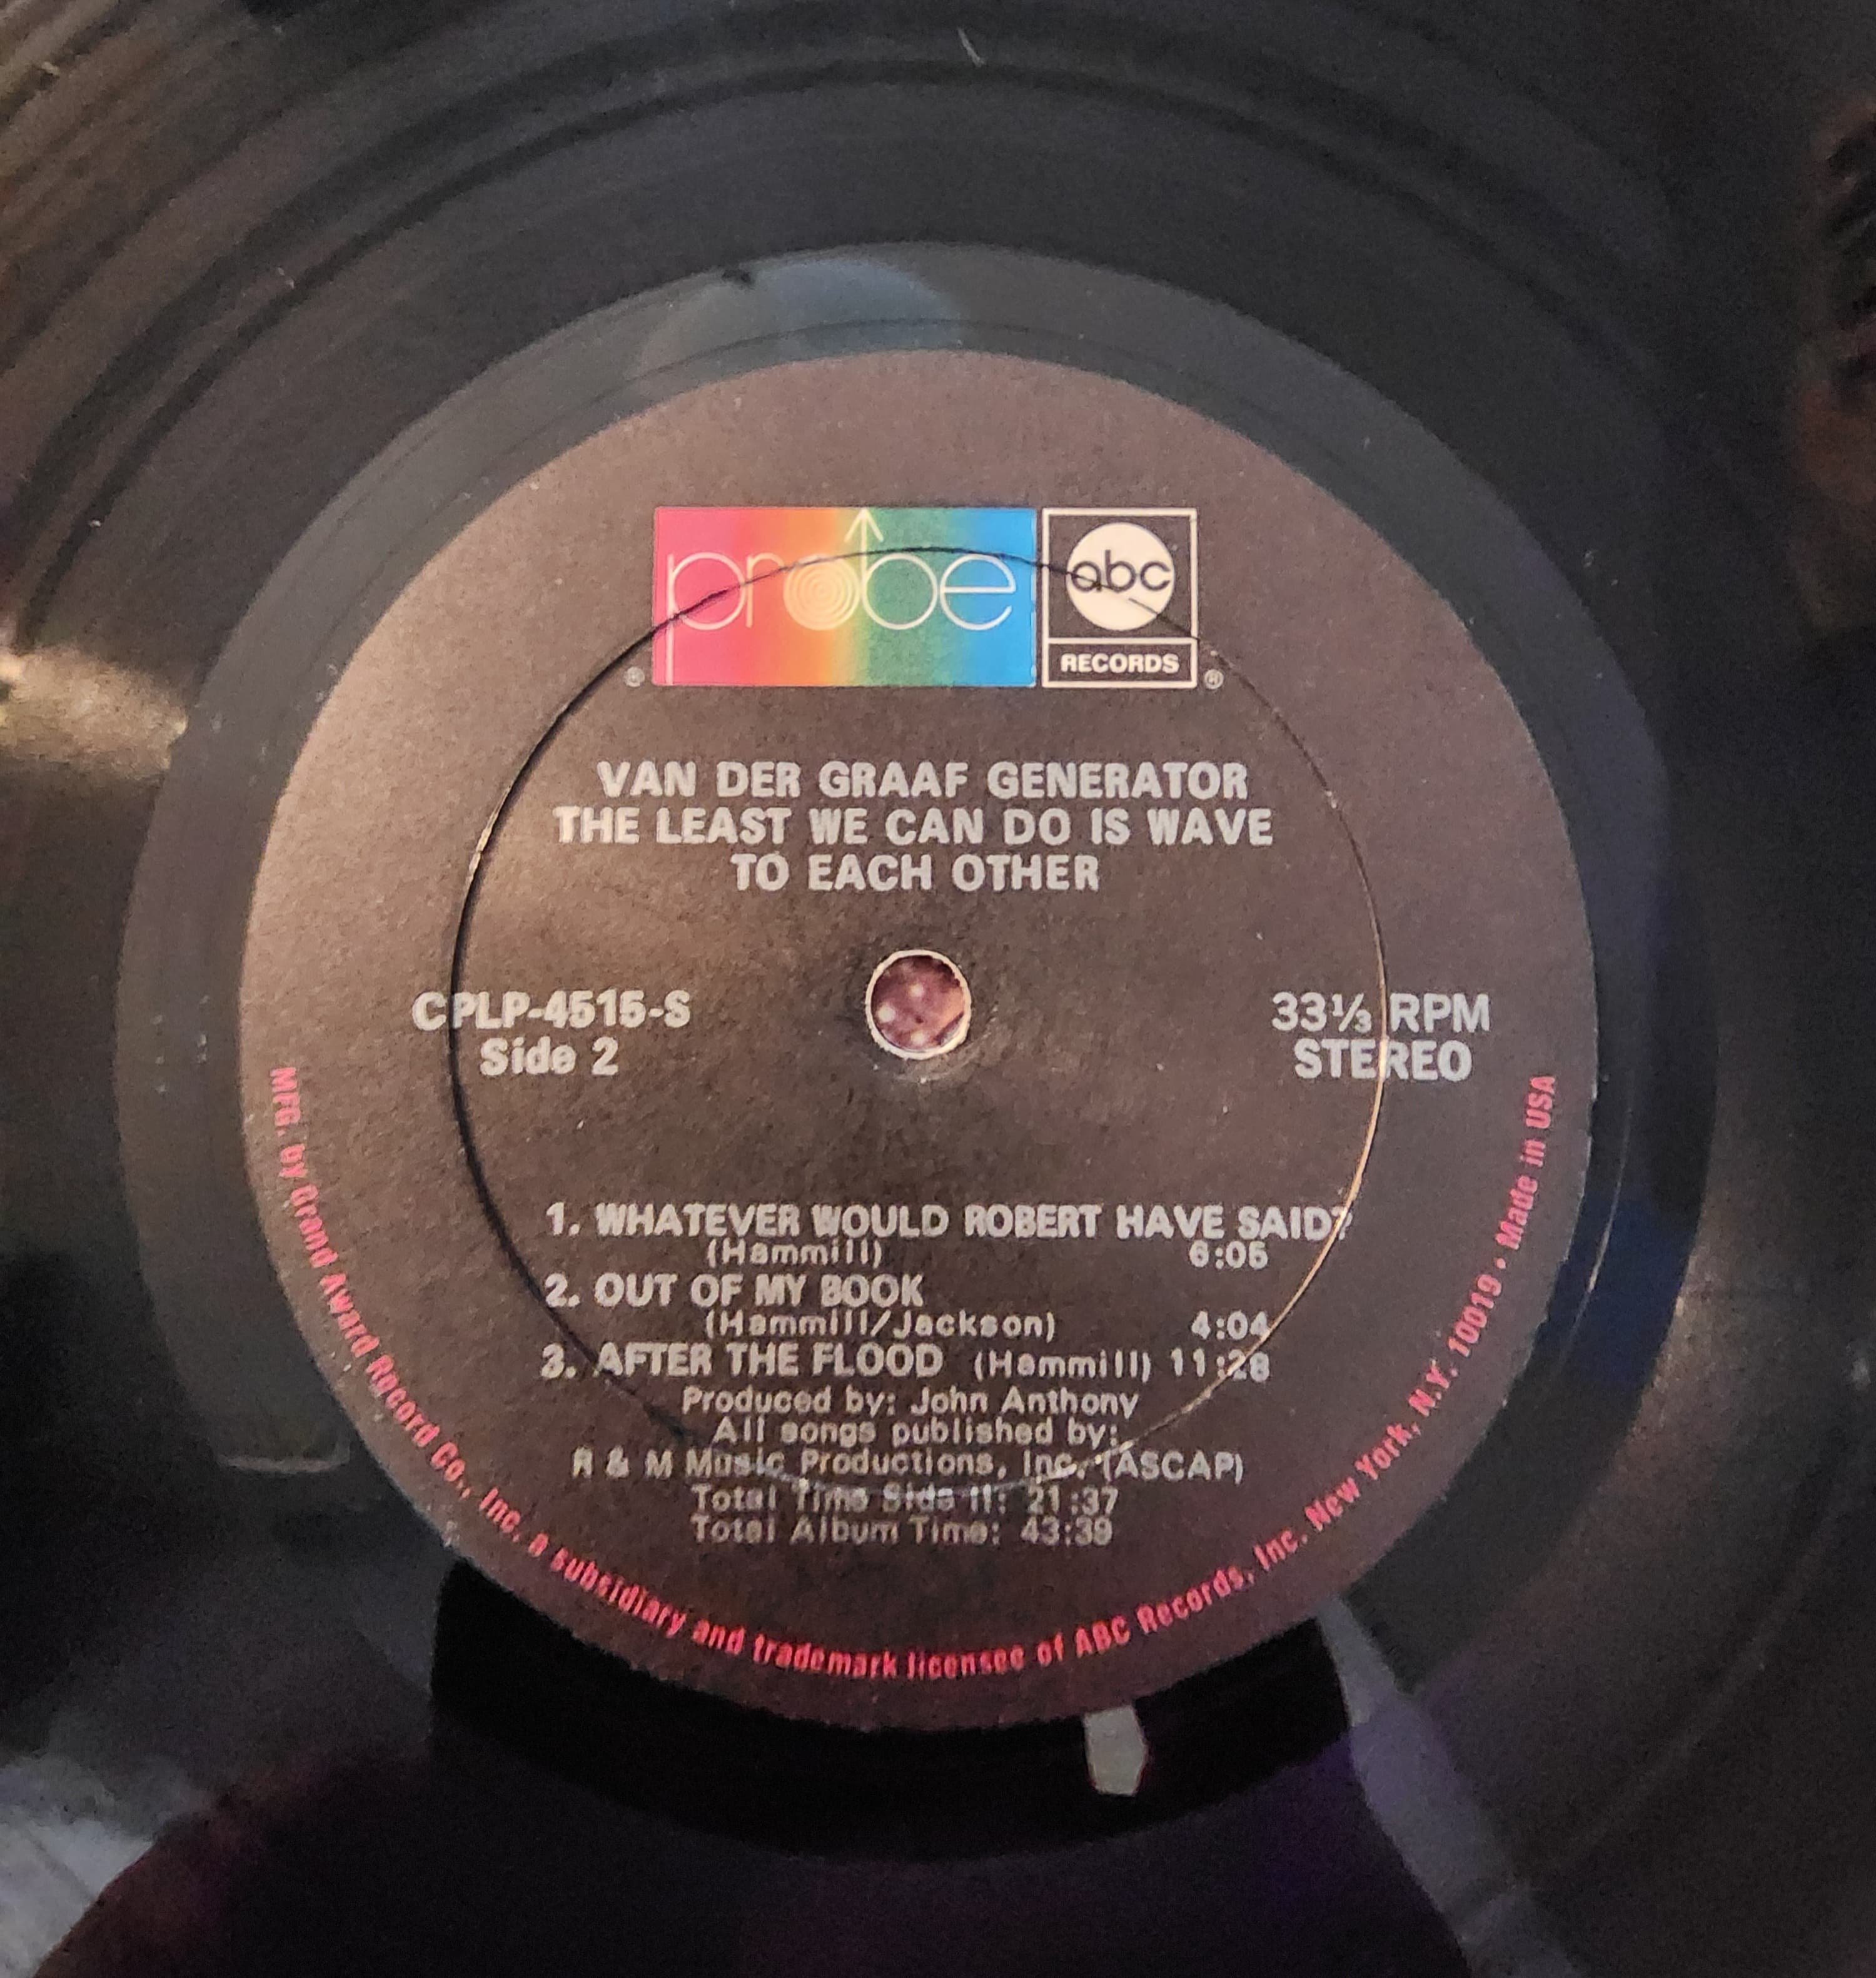 probe
abc
RECORDS
® ®
VAN DER GRAAF GENERATOR
THE LEAST WE CAN DO IS WAVE
TO EACH OTHER
CPLP-4515-S
Side 2
33⅓ RPM
STEREO
1. WHATEVER WOULD ROBERT HAVE SAID?
(Hammill) 6:05
2. OUT OF MY BOOK
(Hammill/Jackson) 4:04
3. AFTER THE FLOOD (Hammill) 11:28
Produced by: John Anthony
All songs published by:
R & M Music Productions, Inc. (ASCAP)
Total Time Side II: 21:37
Total Album Time: 43:39
MFG. by Grand Award Record Co., Inc. a subsidiary and trademark licensee of ABC Records, Inc. New York, N.Y. 10019 • Made in USA